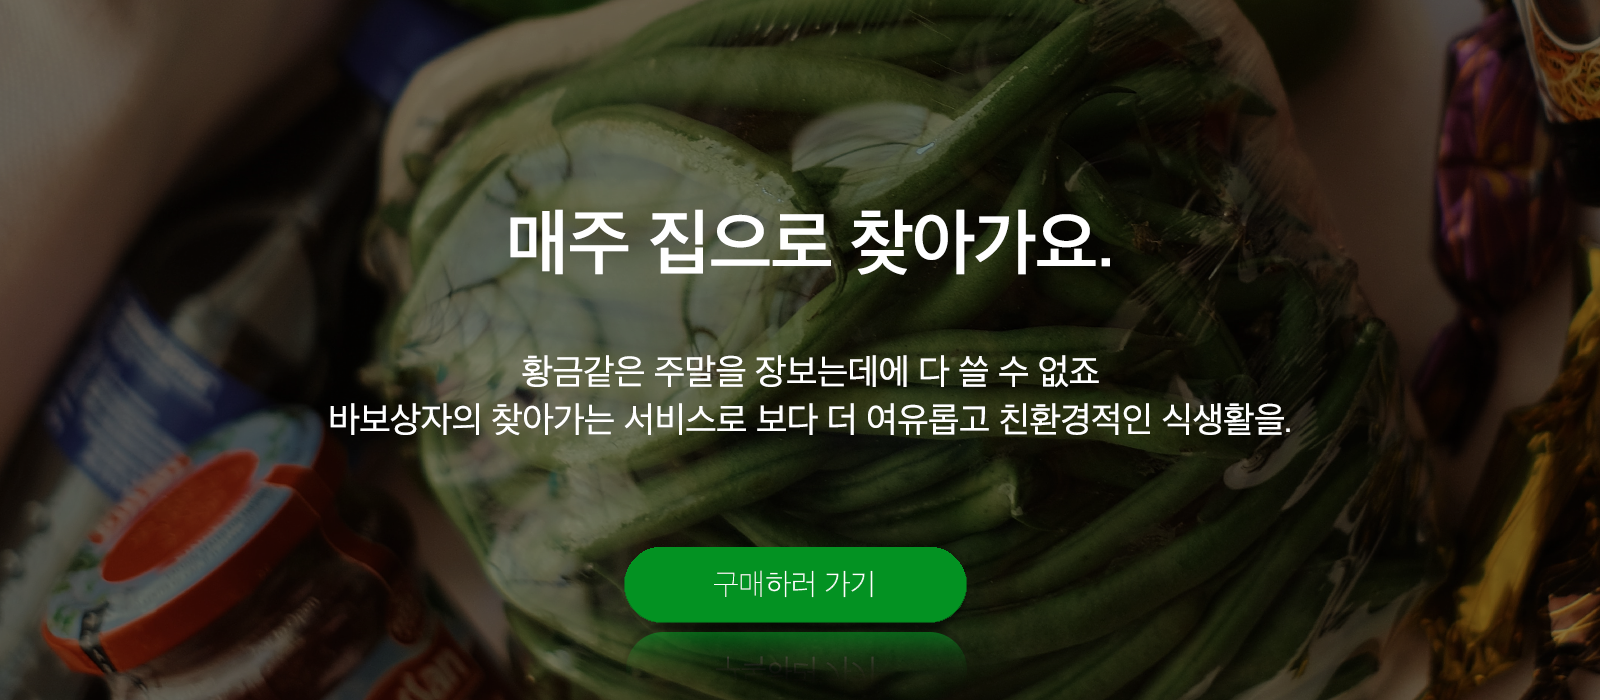 매주 집으로 찾아가요.
황금같은 주말을 장보는데에 다 쓸 수 없죠
바보상자의 찾아가는 서비스로 보다 더 여유롭고 친환경적인 식생활을.
구매하러 가기